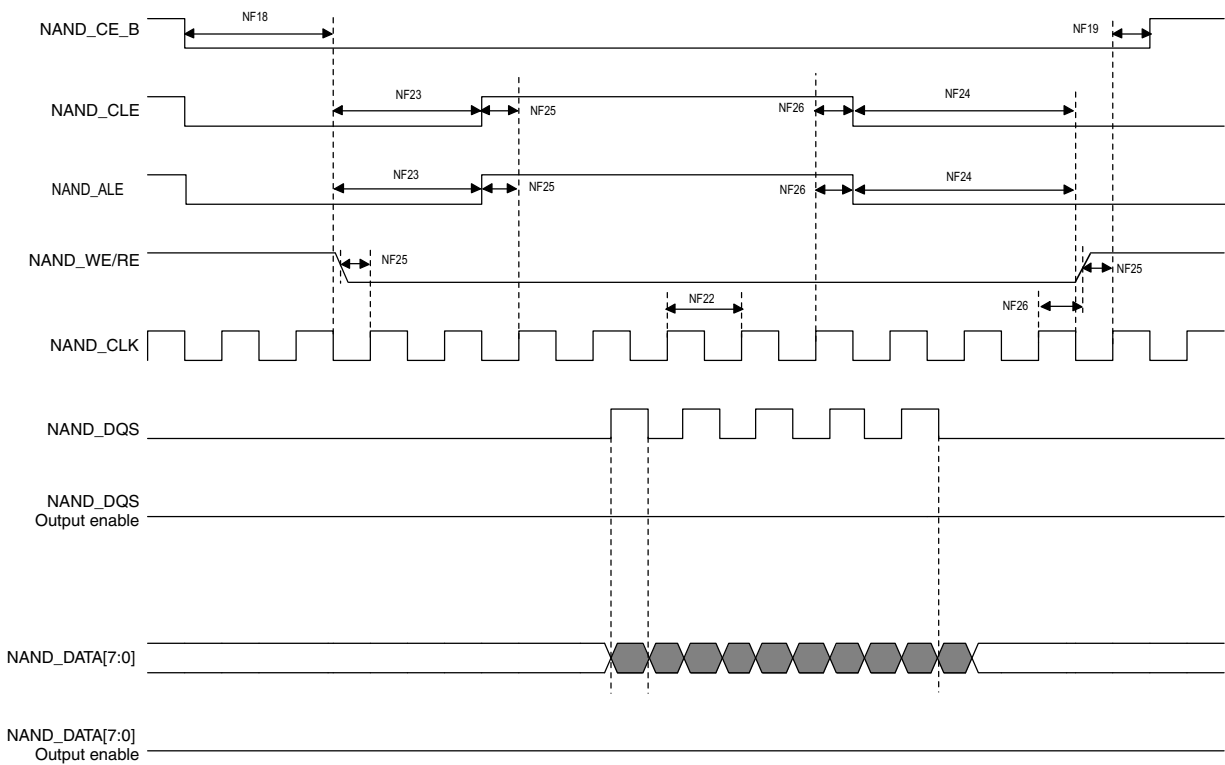 NF18
NAND_CE_B
NF19
NF23
NF25
NF26
NF24
NAND_CLE
NF23
NF25
NF26
NF24
NAND_ALE
NAND_WE/RE
NF25
NF25
NF22
NF26
NAND_CLK
NAND_DQS
NAND_DQS
Output enable
NAND_DATA[7:0]
NAND_DATA[7:0]
Output enable